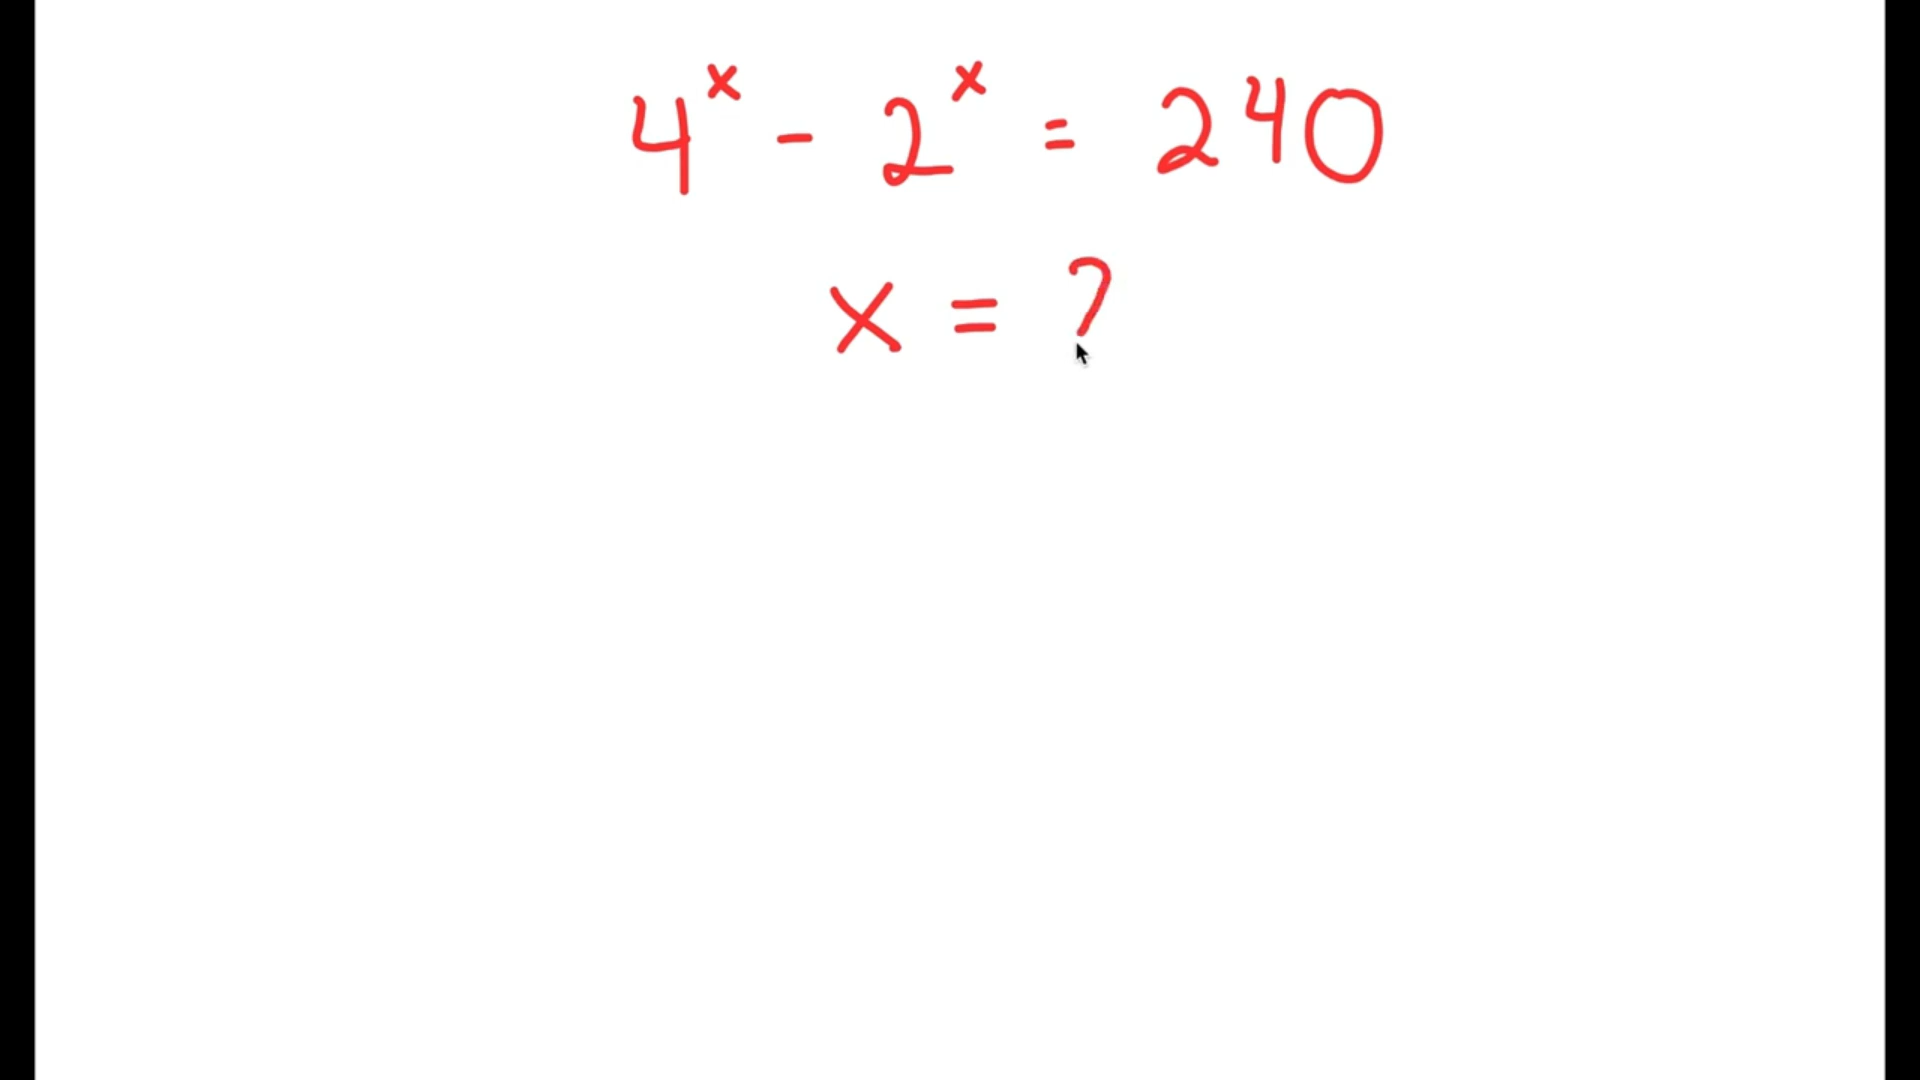 4^x - 2^x = 240
x = ?